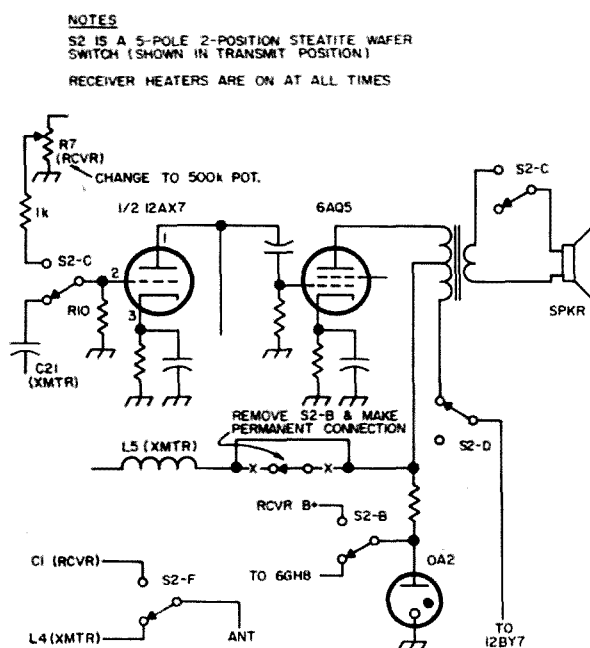 NOTES
S2 IS A 5-POLE 2-POSITION STEATITE WAFER
SWITCH (SHOWN IN TRANSMIT POSITION)
RECEIVER HEATERS ARE ON AT ALL TIMES
R7
(RCVR)
CHANGE TO 500k POT.
1k
1/2 12AX7
6AQ5
S2-C
S2-C
1
2
3
R10
C21
(XMTR)
SPKR
REMOVE S2-B & MAKE
PERMANENT CONNECTION
L5 (XMTR)
X
X
S2-D
RCVR B+
S2-B
TO 6GH8
OA2
C1 (RCVR)
S2-F
L4 (XMTR)
ANT
TO
12BY7